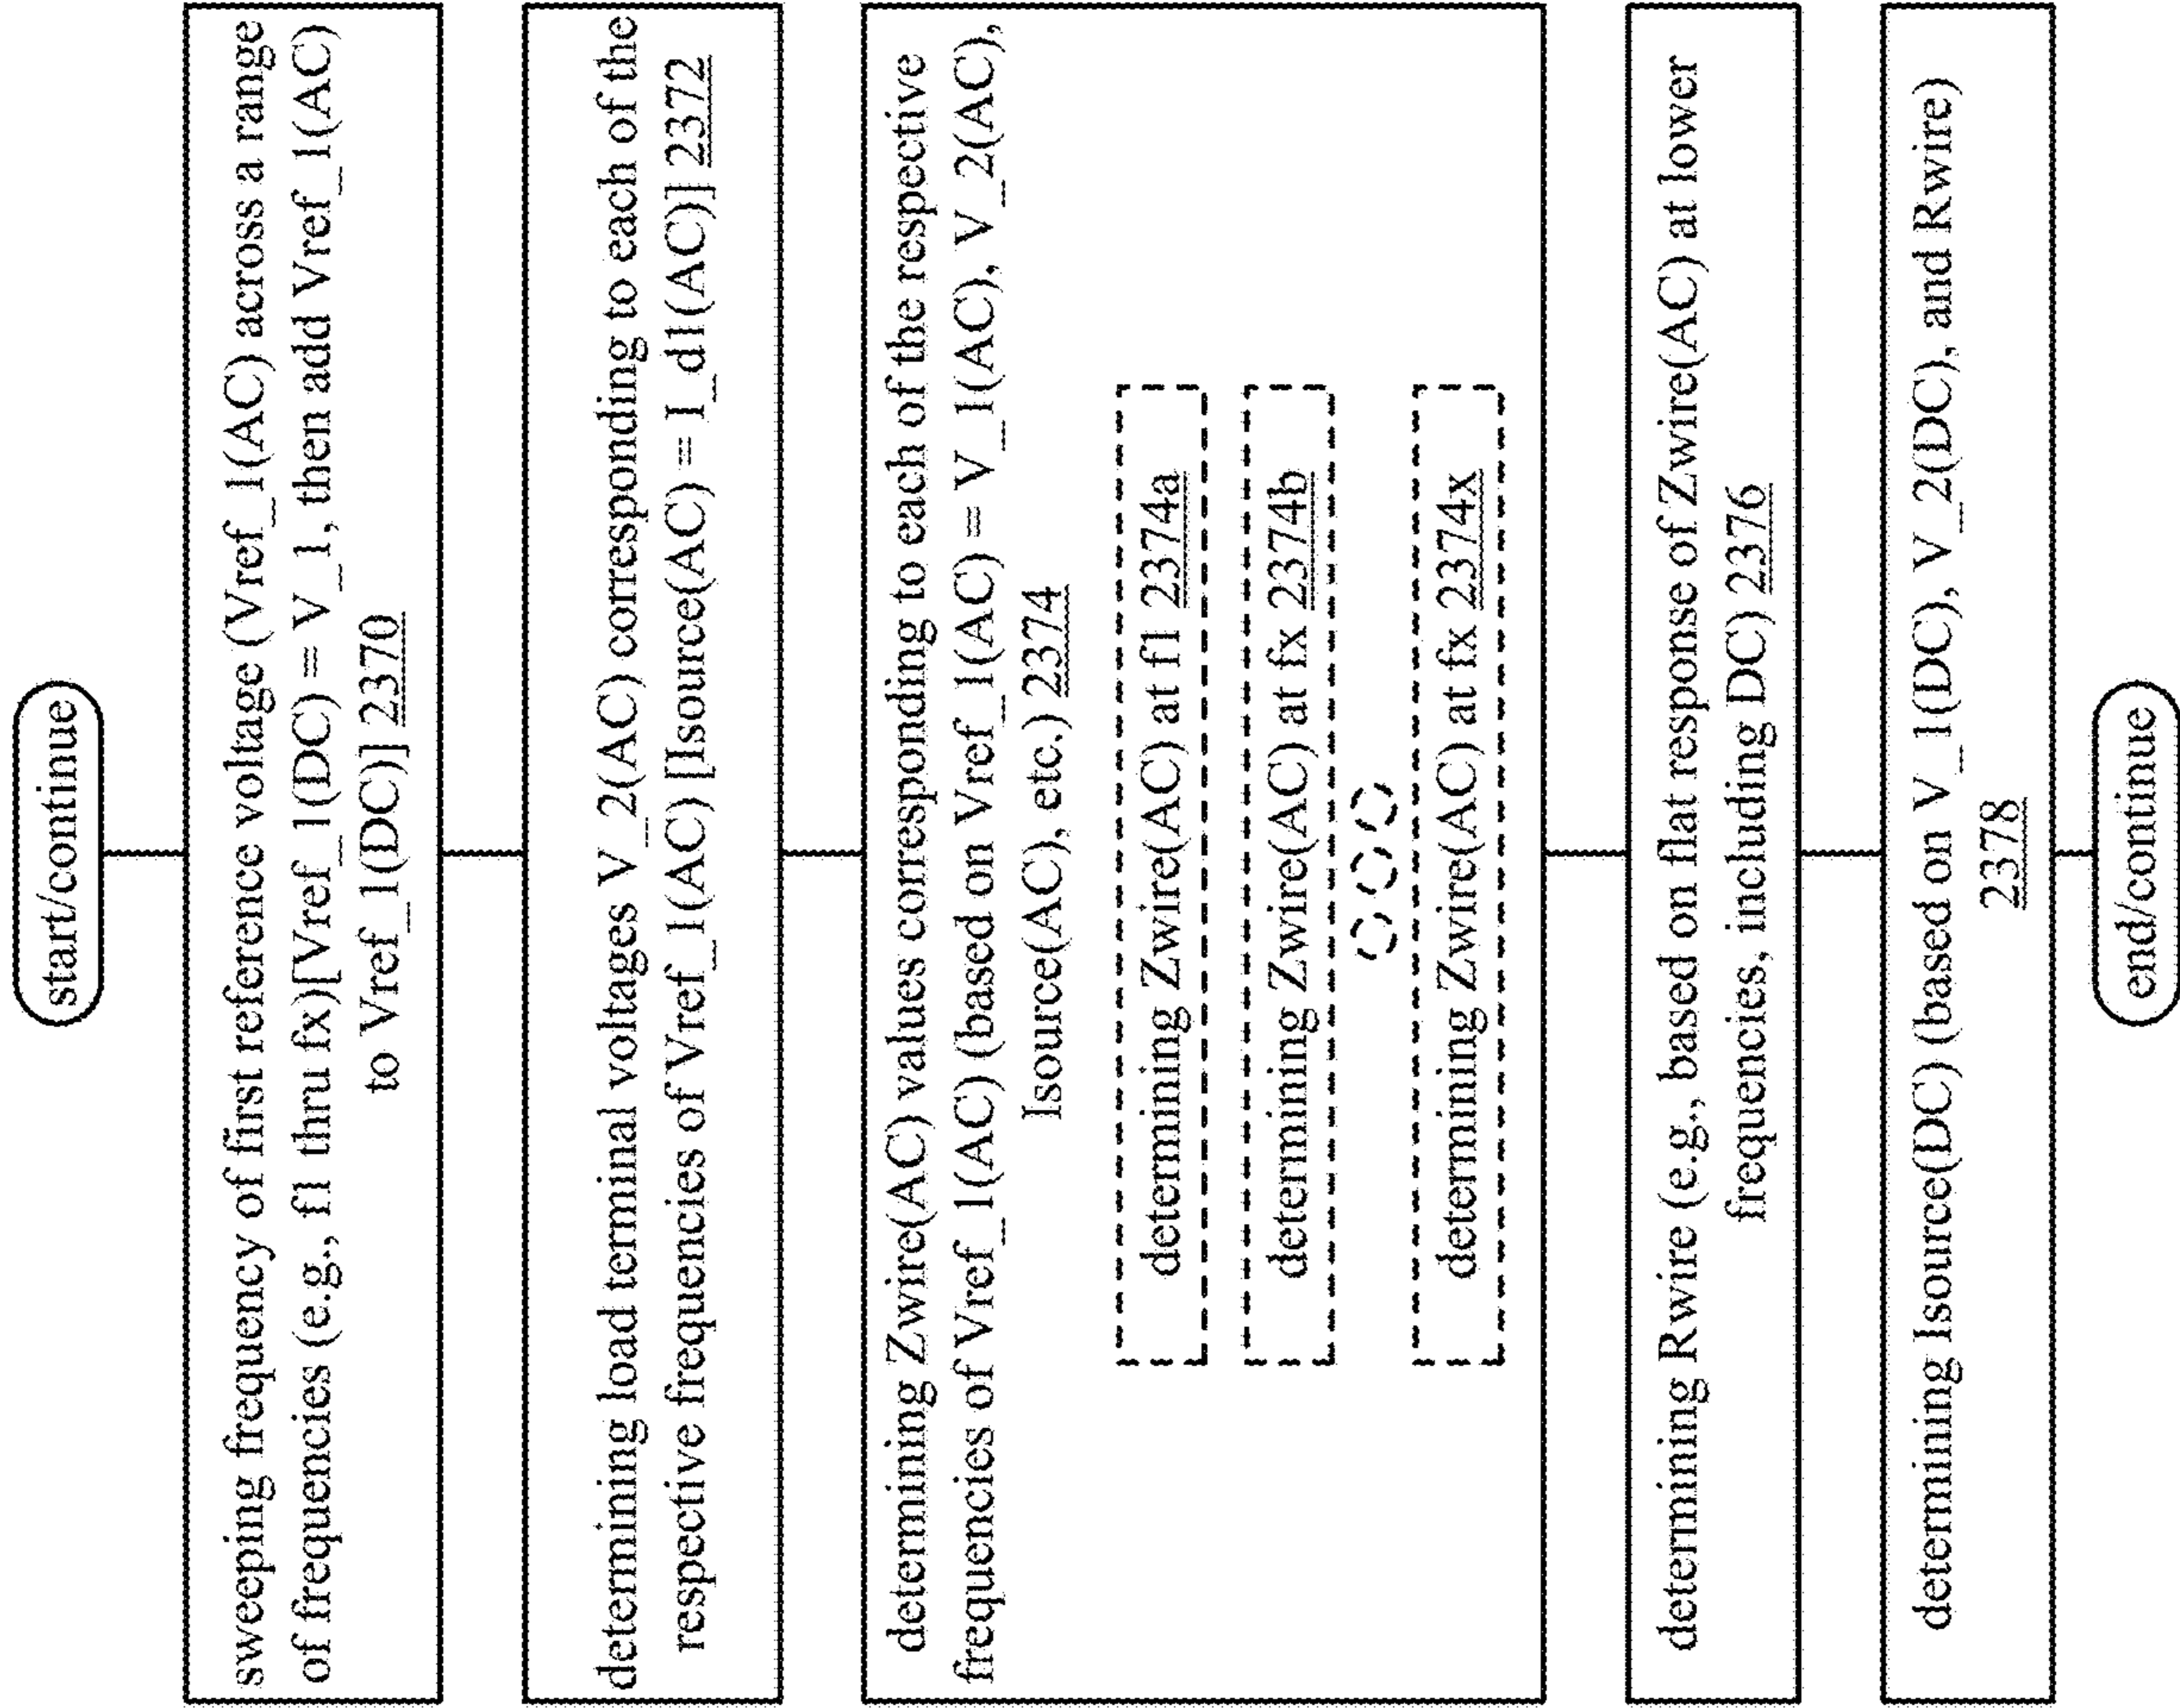 start/continue
sweeping frequency of first reference voltage (Vref_1(AC) across a range
of frequencies (e.g., f1 thru fx)[Vref_1(DC) = V_1, then add Vref_1(AC)
to Vref_1(DC)] 2370
determining load terminal voltages V_2(AC) corresponding to each of the
respective frequencies of Vref_1(AC) [Isource(AC) = I_d1(AC)] 2372
determining Zwire(AC) values corresponding to each of the respective
frequencies of Vref_1(AC) (based on Vref_1(AC) = V_1(AC), V_2(AC),
Isource(AC), etc.) 2374
determining Zwire(AC) at f1 2374a
determining Zwire(AC) at fx 2374b
determining Zwire(AC) at fx 2374x
determining Rwire (e.g., based on flat response of Zwire(AC) at lower
frequencies, including DC) 2376
determining Isource(DC) (based on V_1(DC), V_2(DC), and Rwire)
2378
end/continue